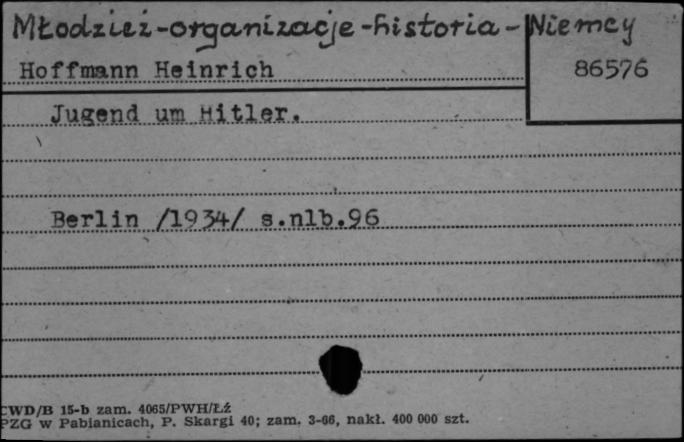 Młodzież-organizacje-historia-Niemcy
Hoffmann Heinrich
86576
Jugend um Hitler.
Berlin /1934/ s.nlb.96
CWD/B 15-b zam. 4065/PWH/Łź
PZG w Pabianicach, P. Skargi 40; zam. 3-66, nakł. 400 000 szt.